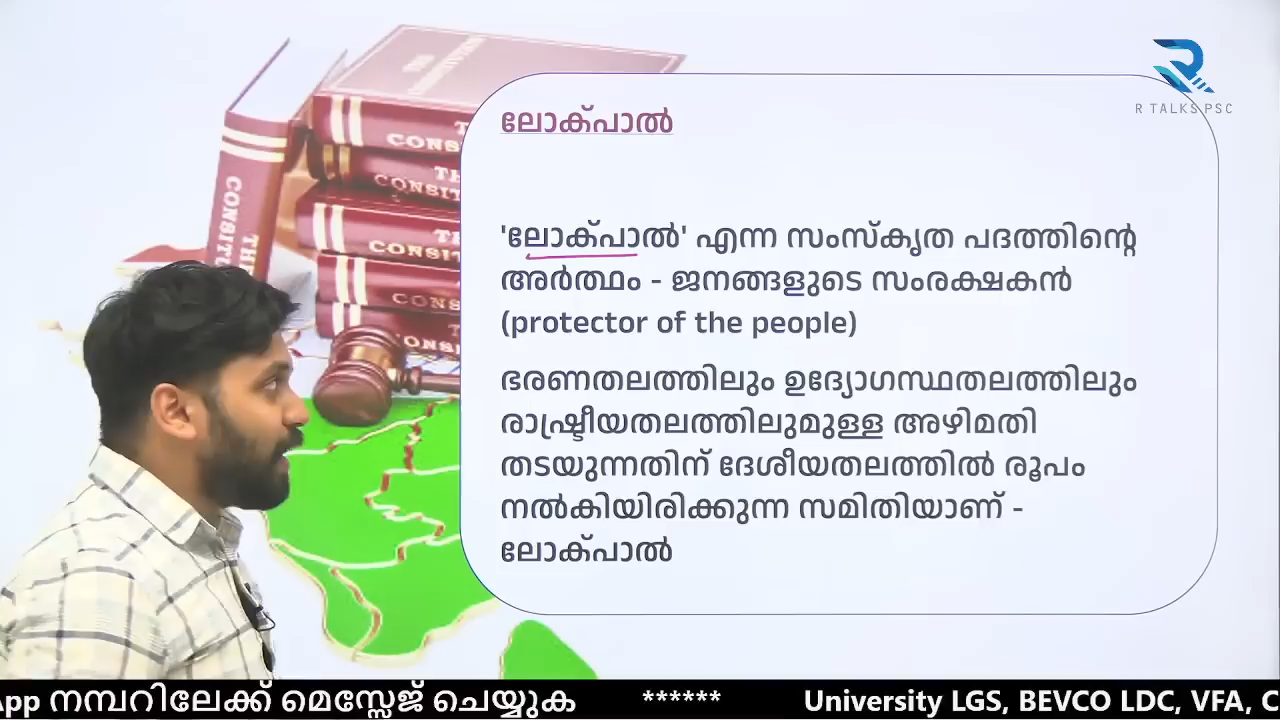 R TALKS PSC
ലോക്പാൽ
'ലോക്പാൽ' എന്ന സംസ്കൃത പദത്തിന്റെ
അർത്ഥം - ജനങ്ങളുടെ സംരക്ഷകൻ
(protector of the people)
ഭരണതലത്തിലും ഉദ്യോഗസ്ഥതലത്തിലും
രാഷ്ട്രീയതലത്തിലുമുള്ള അഴിമതി
തടയുന്നതിന് ദേശീയതലത്തിൽ രൂപം
നൽകിയിരിക്കുന്ന സമിതിയാണ് -
ലോക്പാൽ
App നമ്പറിലേക്ക് മെസ്സേജ് ചെയ്യുക ****** University LGS, BEVCO LDC, VFA, C